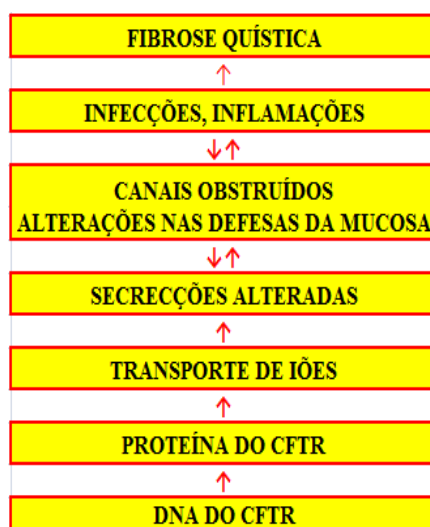 FIBROSE QUÍSTICA
↑
INFECÇÕES, INFLAMAÇÕES
↓↑
CANAIS OBSTRUÍDOS
ALTERAÇÕES NAS DEFESAS DA MUCOSA
↓↑
SECRECÇÕES ALTERADAS
↑
TRANSPORTE DE IÕES
↑
PROTEÍNA DO CFTR
↑
DNA DO CFTR